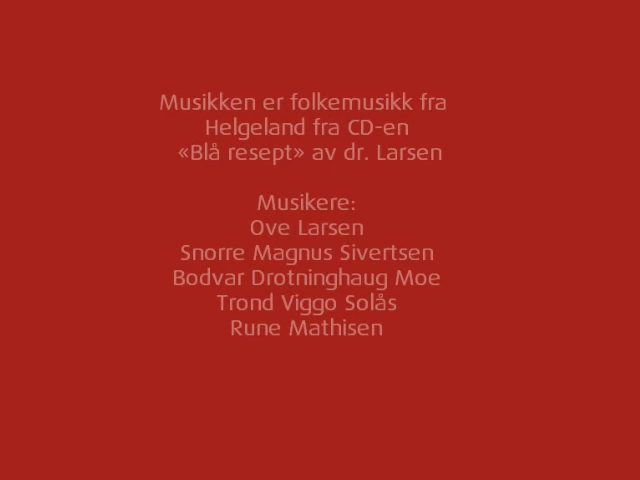 Musikken er folkemusikk fra
Helgeland fra CD-en
«Blå resept» av dr. Larsen
Musikere:
Ove Larsen
Snorre Magnus Sivertsen
Bodvar Drotninghaug Moe
Trond Viggo Solås
Rune Mathisen